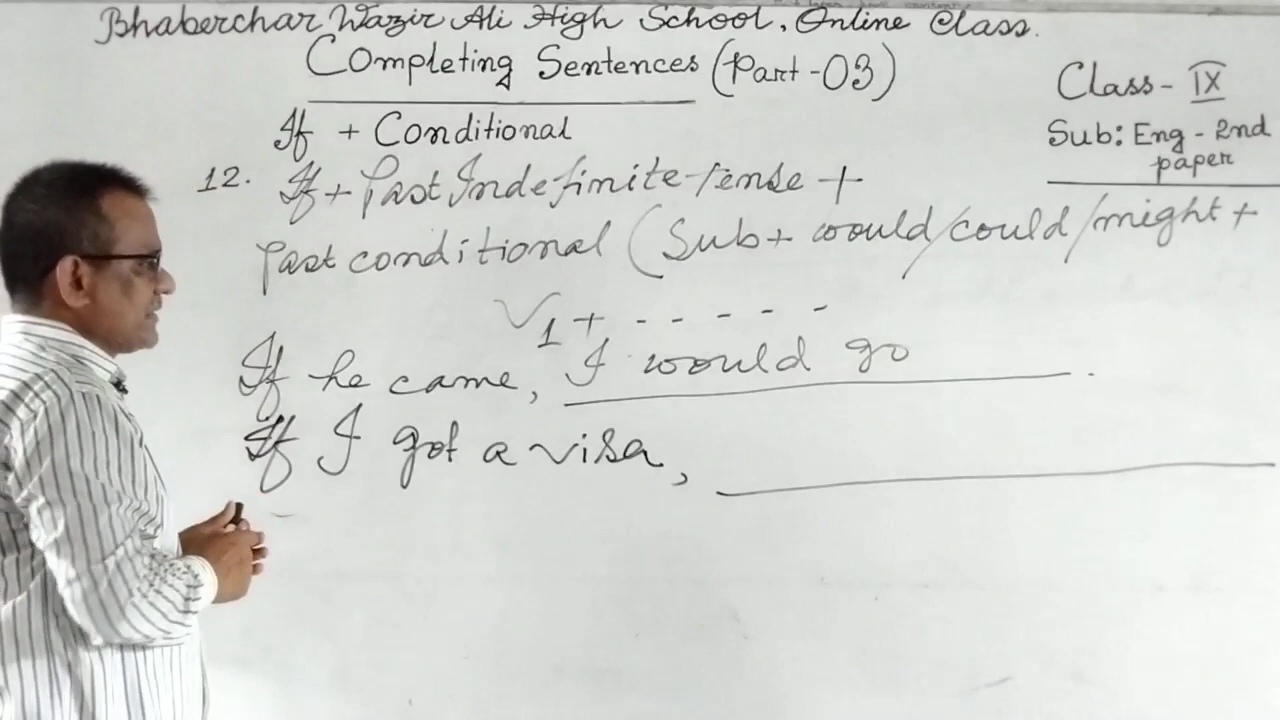 Bhaberchar Wazir Ali High School, Online Class.
Completing Sentences (Part-03)
Class- IX
Sub: Eng - 2nd
paper
If + Conditional
12. If + Past Indefinite tense +
Past conditional (Sub + would/could/might +
V1 + - - - - -
If he came, I would go.
If I got a visa,